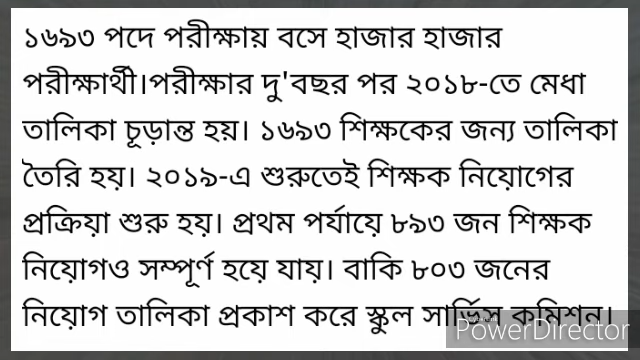 ১৬৯৩ পদে পরীক্ষায় বসে হাজার হাজার
পরীক্ষার্থী।পরীক্ষার দু'বছর পর ২০১৮-তে মেধা
তালিকা চূড়ান্ত হয়। ১৬৯৩ শিক্ষকের জন্য তালিকা
তৈরি হয়। ২০১৯-এ শুরুতেই শিক্ষক নিয়োগের
প্রক্রিয়া শুরু হয়। প্রথম পর্যায়ে ৮৯৩ জন শিক্ষক
নিয়োগও সম্পূর্ণ হয়ে যায়। বাকি ৮০৩ জনের
নিয়োগ তালিকা প্রকাশ করে স্কুল সার্ভিস কমিশন।
PowerDirector